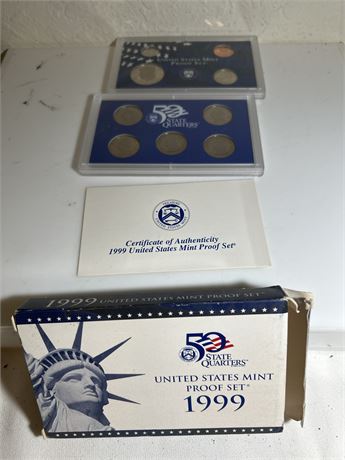 UNITED STATES MINT
PROOF SET
50
STATE
QUARTERS
Certificate of Authenticity
1999 United States Mint Proof Set®
1999 UNITED STATES MINT PROOF SET®
50
STATE
QUARTERS™
UNITED STATES MINT
PROOF SET®
1999